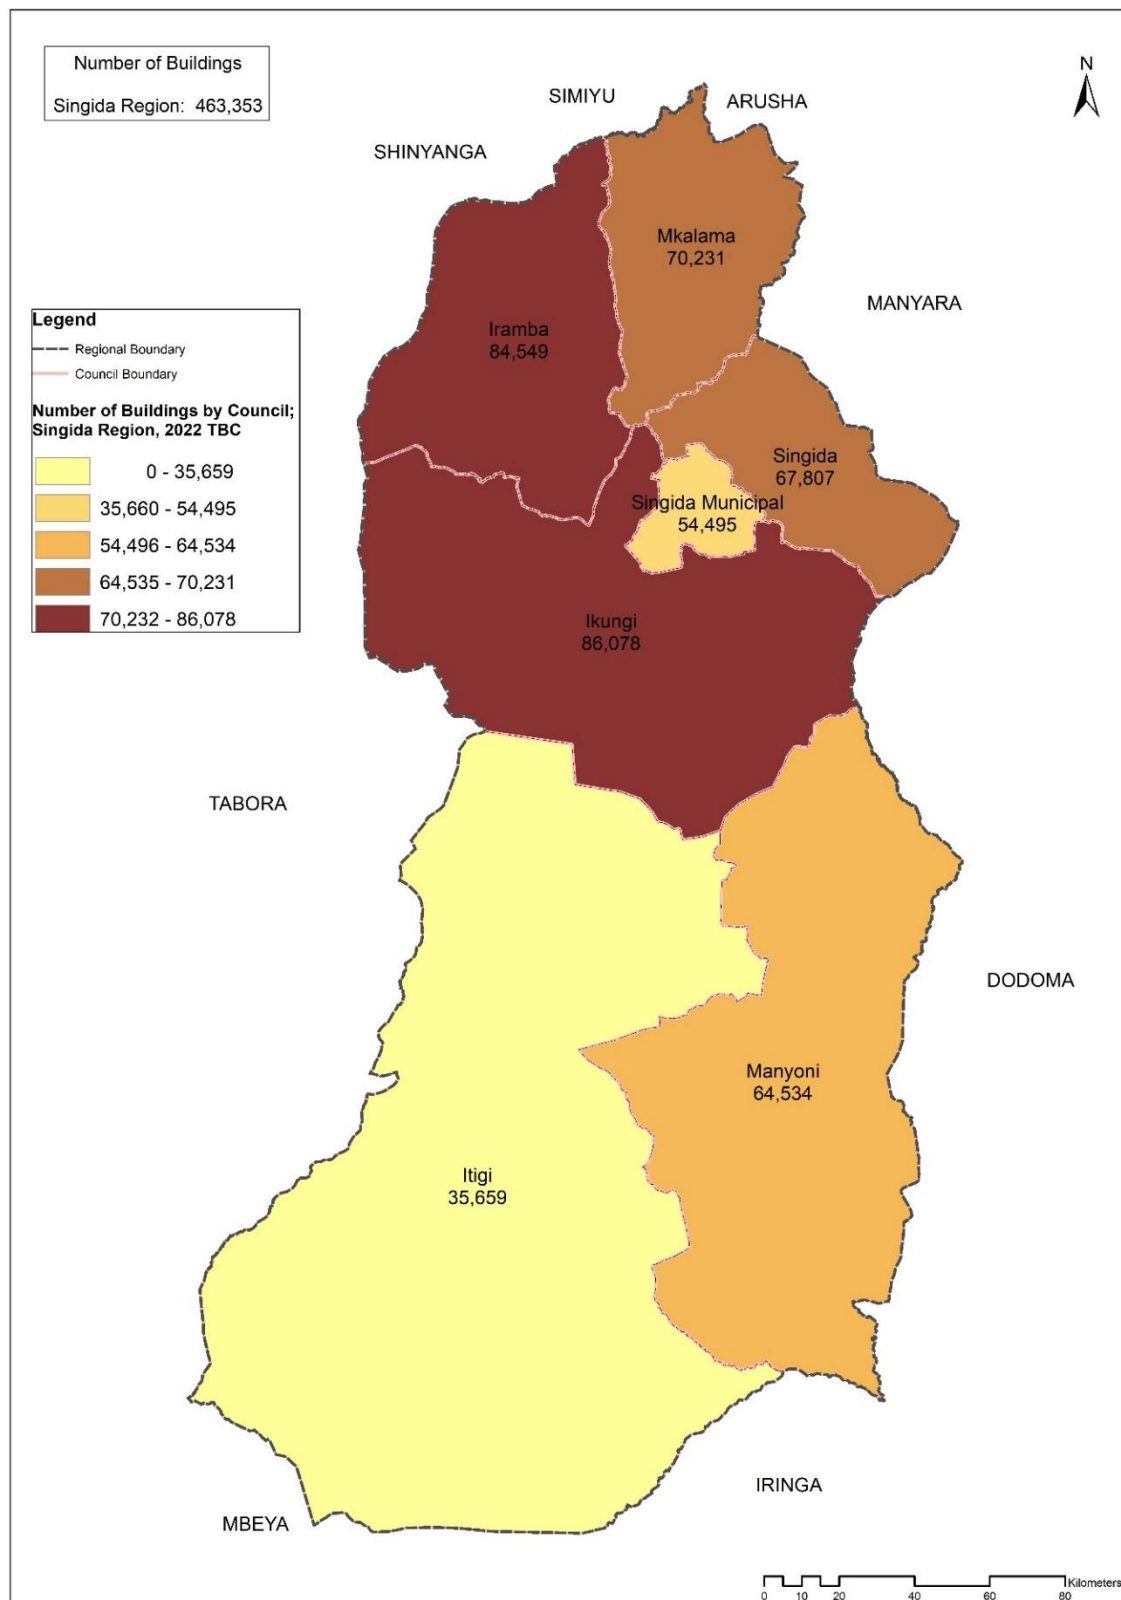 Number of Buildings
Singida Region: 463,353
N
SIMIYU
ARUSHA
SHINYANGA
Mkalama
70,231
MANYARA
Legend
Regional Boundary
Council Boundary
Number of Buildings by Council;
Singida Region, 2022 TBC
0 - 35,659
35,660 - 54,495
54,496 - 64,534
64,535 - 70,231
70,232 - 86,078
Iramba
84,549
Singida
67,807
Singida Municipal
54,495
Ikungi
86,078
TABORA
DODOMA
Manyoni
64,534
Itigi
35,659
IRINGA
MBEYA
Kilometers
0 10 20 40 60 80